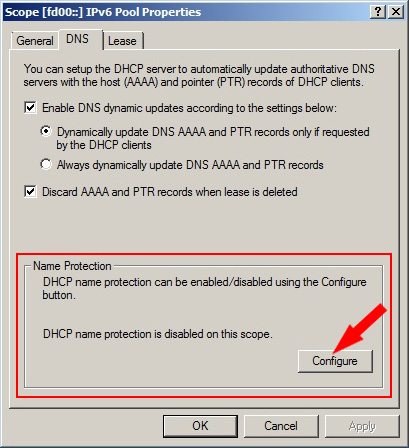 Scope [fd00::] IPv6 Pool Properties
General DNS Lease
You can setup the DHCP server to automatically update authoritative DNS
servers with the host (AAAA) and pointer (PTR) records of DHCP clients.
Enable DNS dynamic updates according to the settings below:
Dynamically update DNS AAAA and PTR records only if requested
by the DHCP clients
Always dynamically update DNS AAAA and PTR records
Discard AAAA and PTR records when lease is deleted
Name Protection
DHCP name protection can be enabled/disabled using the Configure
button.
DHCP name protection is disabled on this scope.
Configure
OK Cancel Apply